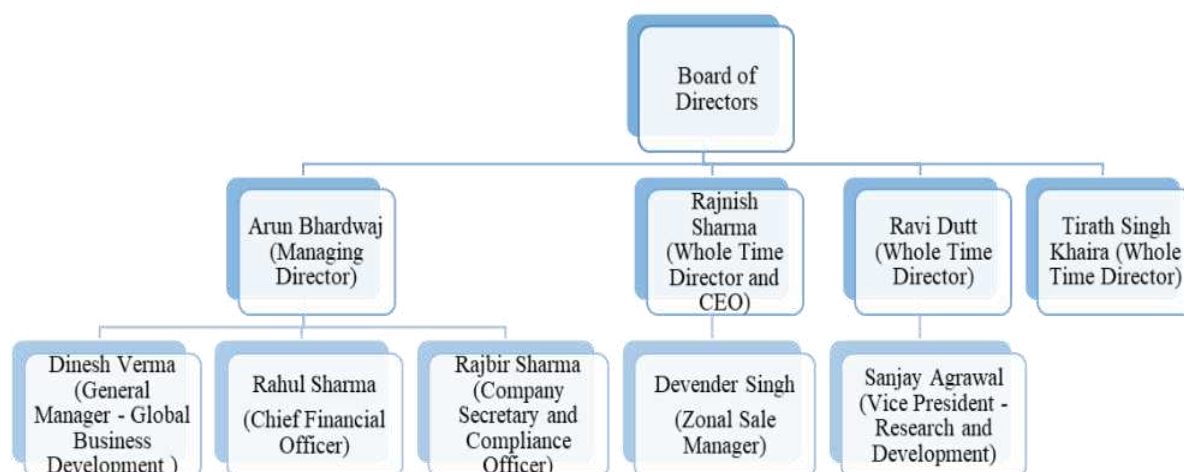 Board of
Directors
Arun Bhardwaj
(Managing
Director)
Rajnish
Sharma
(Whole Time
Director and
CEO)
Ravi Dutt
(Whole Time
Director)
Tirath Singh
Khaira (Whole
Time Director)
Dinesh Verma
(General
Manager - Global
Business
Development )
Rahul Sharma
(Chief Financial
Officer)
Rajbir Sharma
(Company
Secretary and
Compliance
Officer)
Devender Singh
(Zonal Sale
Manager)
Sanjay Agrawal
(Vice President -
Research and
Development)